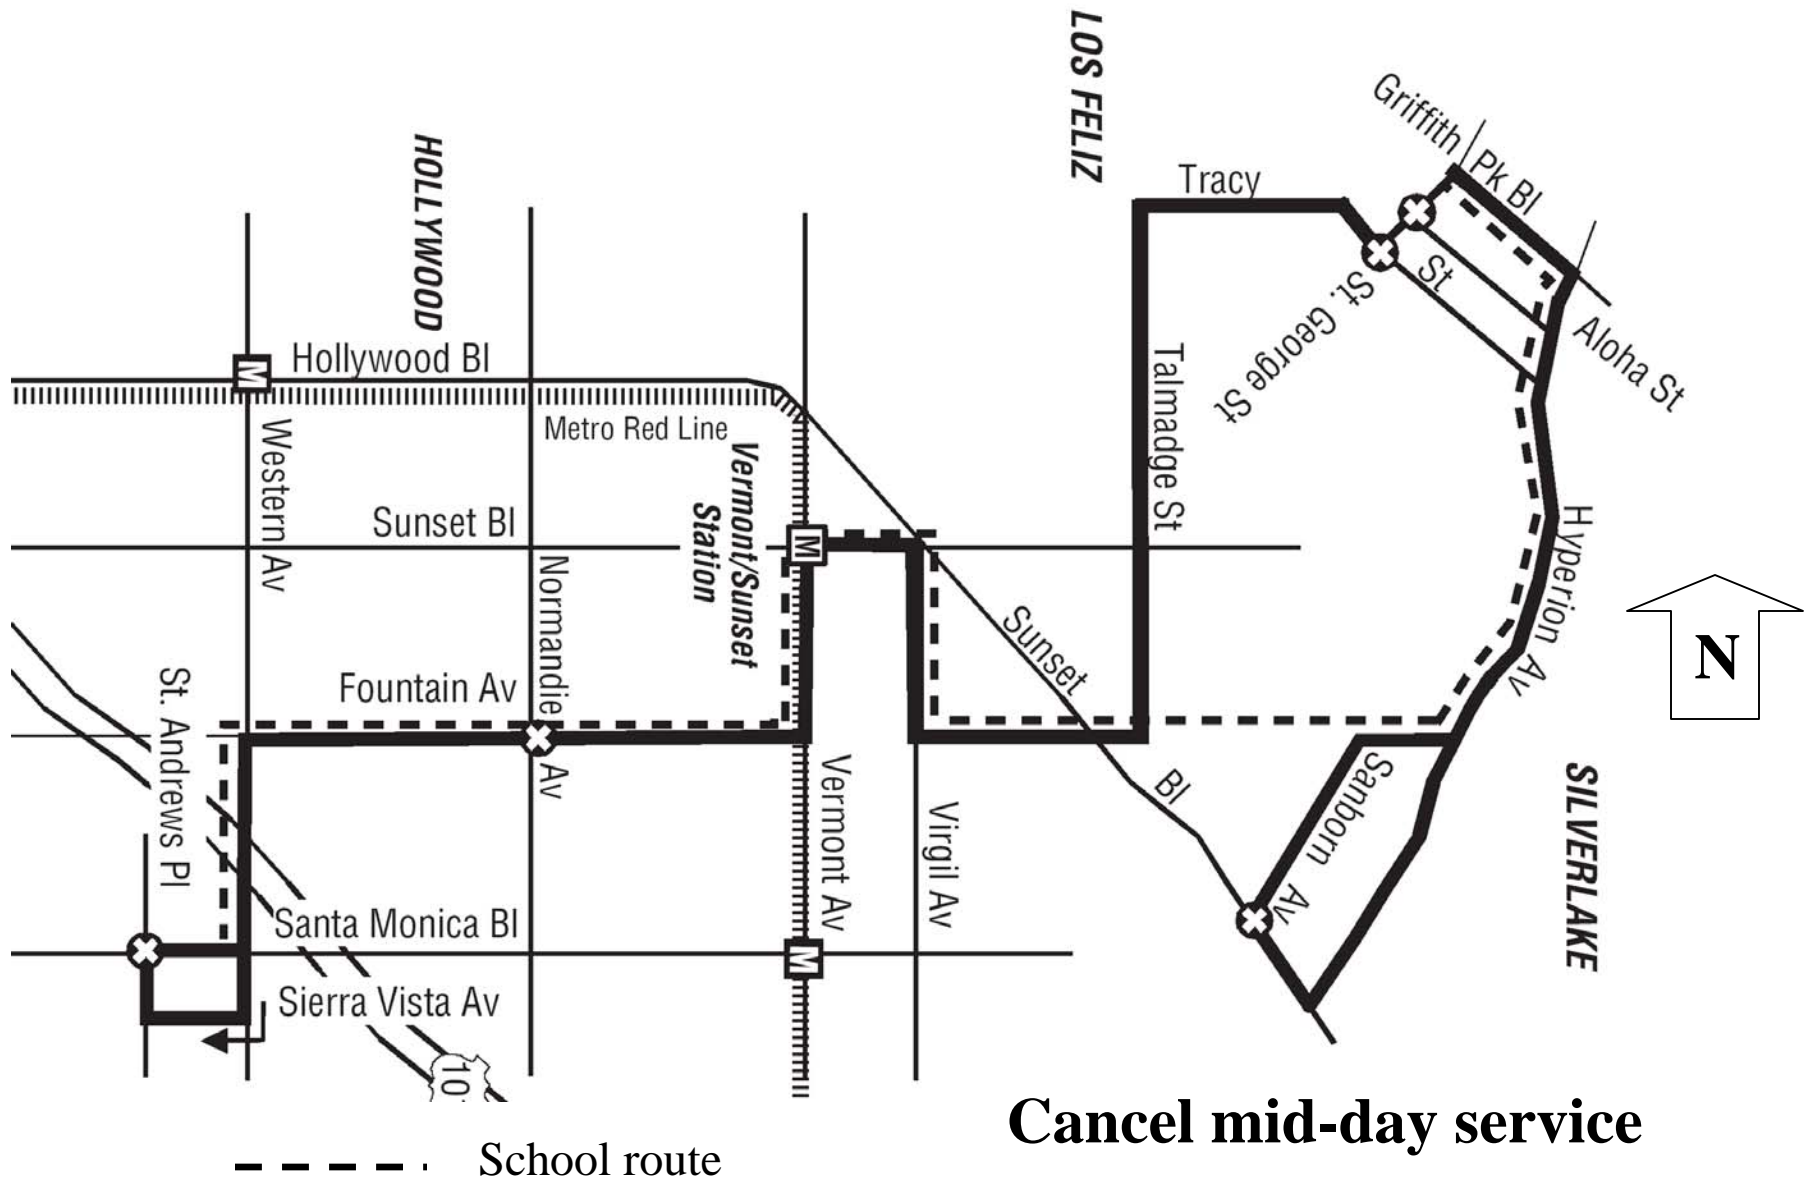 LOS FELIZ
Griffith Pk Bl
HOLLYWOOD
Tracy
St
St. George St
Aloha St
Hollywood Bl
M
Metro Red Line
Western Av
Talmadge St
Vermont/Sunset
Station
Sunset Bl
M
Normandie Av
Hyperion Av
Sunset Bl
N
Fountain Av
St. Andrews Pl
Vermont Av
Virgil Av
Sanborn Av
SILVERLAKE
Santa Monica Bl
M
Sierra Vista Av
10
Cancel mid-day service
School route